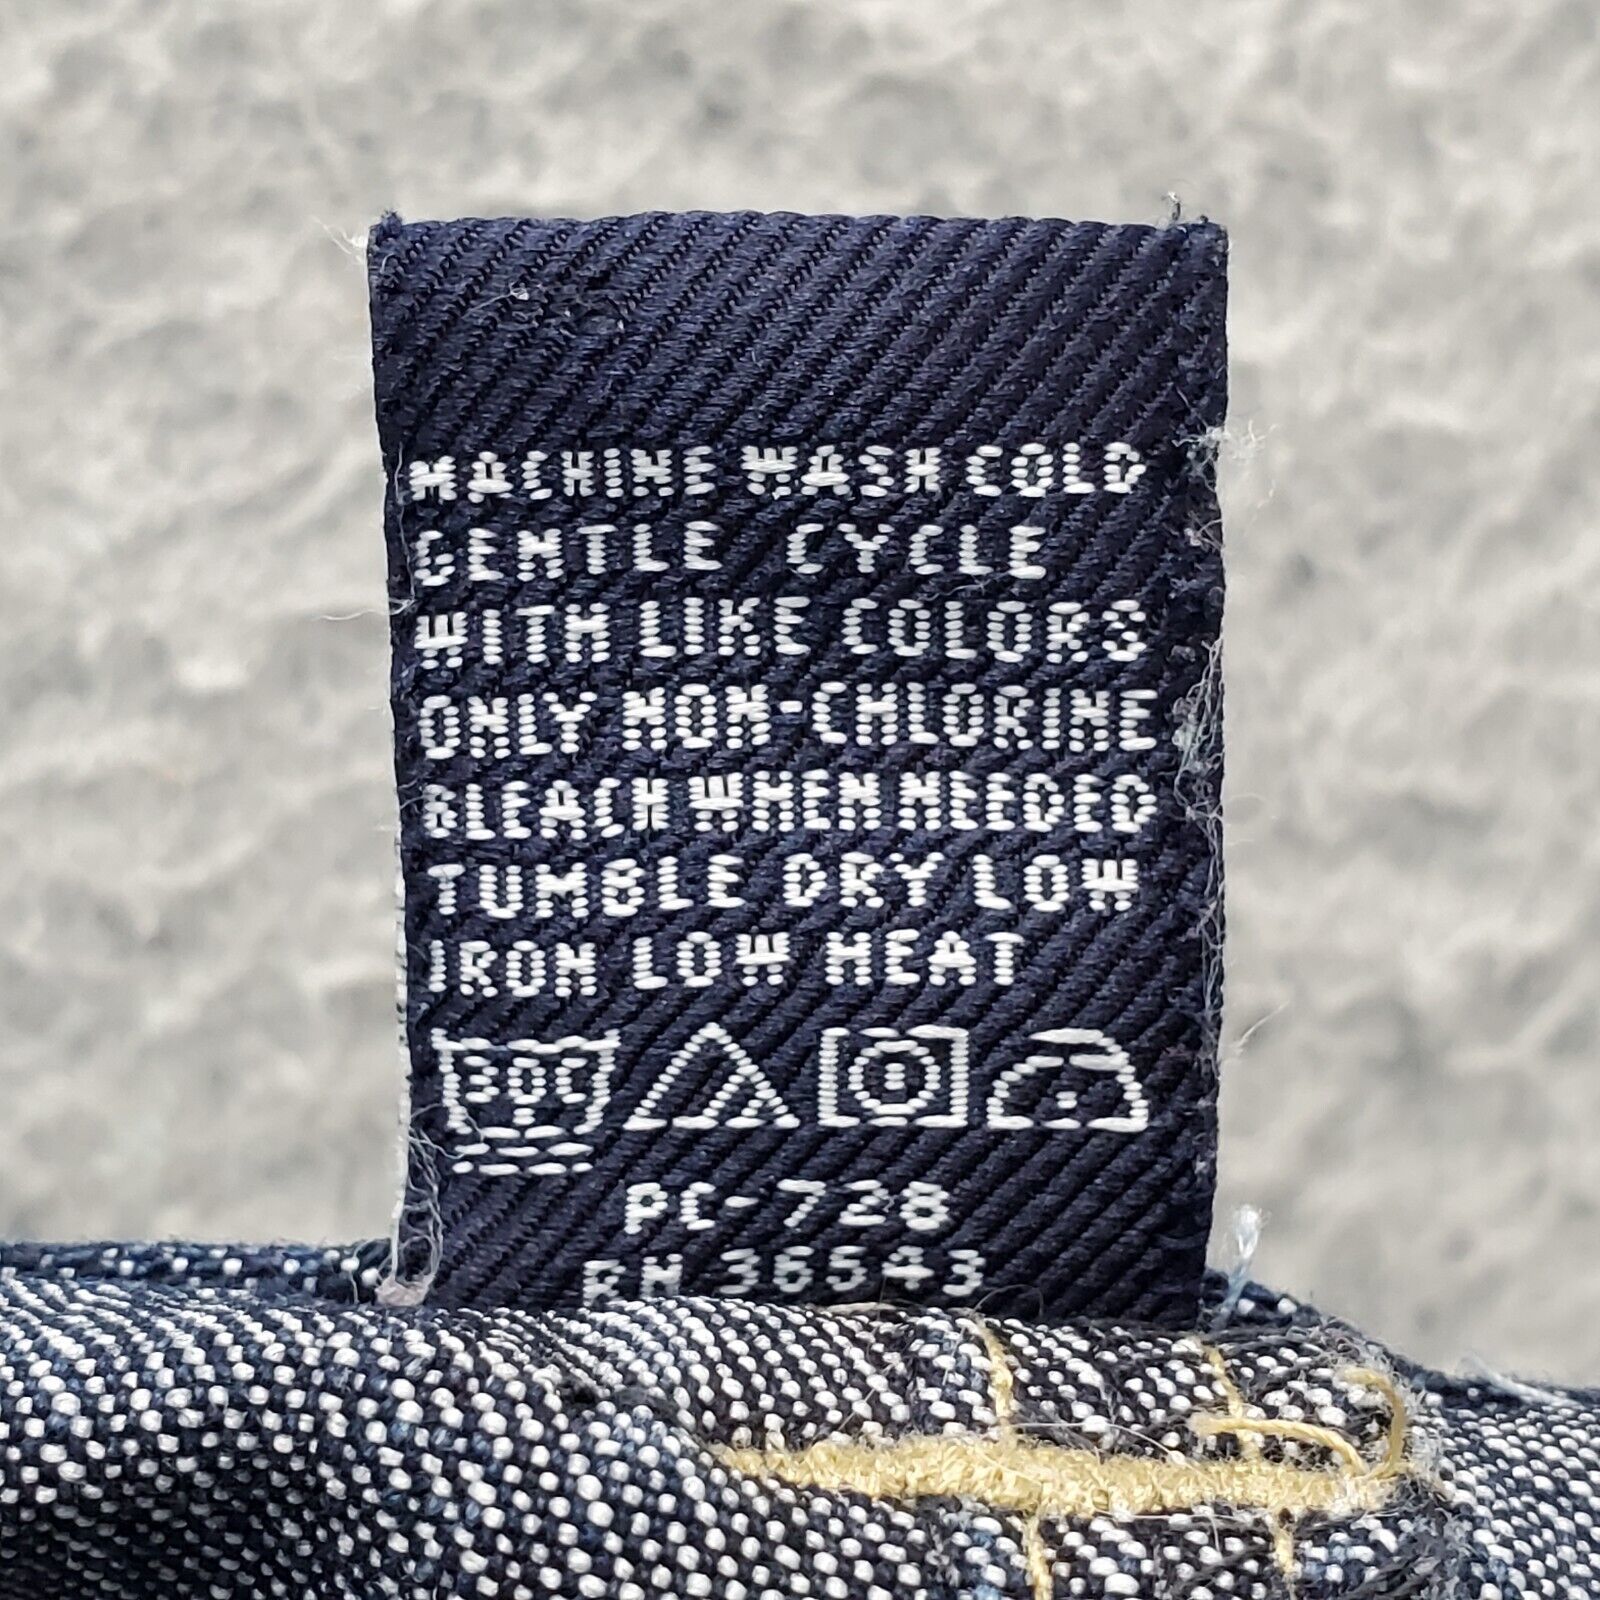 MACHINE WASH COLD
GENTLE CYCLE
WITH LIKE COLORS
ONLY NON-CHLORINE
BLEACH WHEN NEEDED
TUMBLE DRY LOW
IRON LOW HEAT
30C
PC-728
RN 36543